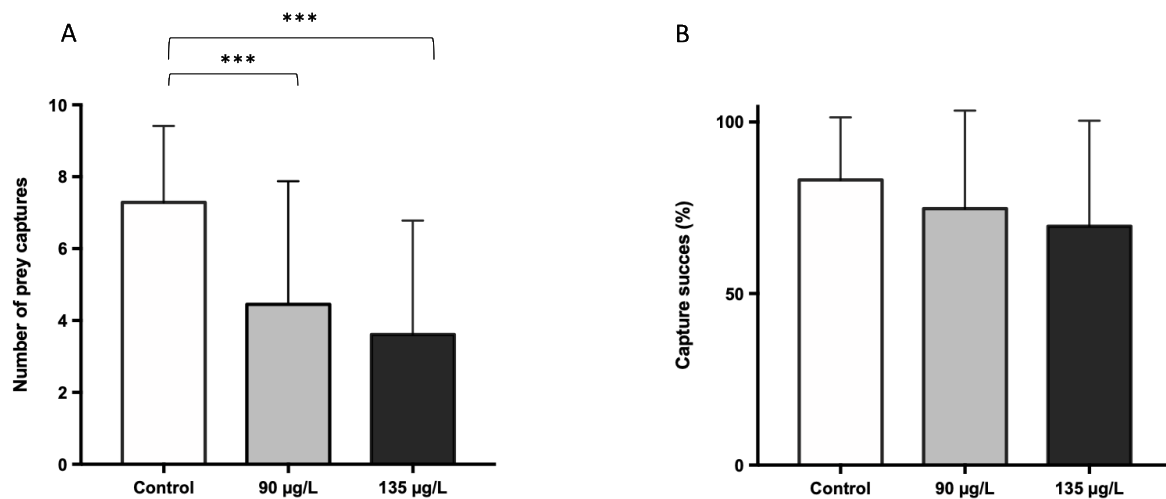 A
***
***
Number of prey captures
10
8
6
4
2
0
Control
90 µg/L
135 µg/L
B
Capture succes (%)
100
50
0
Control
90 µg/L
135 µg/L